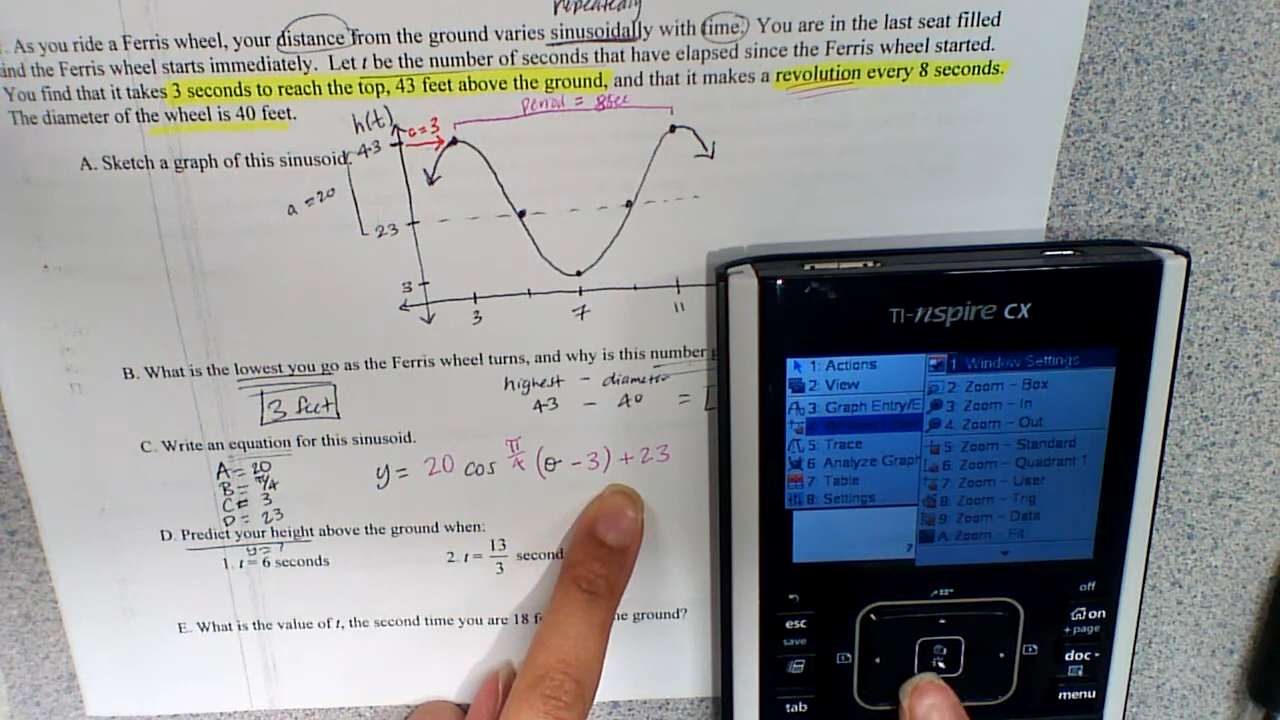 repeatedly
. As you ride a Ferris wheel, your distance from the ground varies sinusoidally with time. You are in the last seat filled
and the Ferris wheel starts immediately. Let t be the number of seconds that have elapsed since the Ferris wheel started.
You find that it takes 3 seconds to reach the top, 43 feet above the ground, and that it makes a revolution every 8 seconds.
The diameter of the wheel is 40 feet.
period = 8sec
h(t)
c=3
A. Sketch a graph of this sinusoid.
43
a=20
23
3
3 7 11
B. What is the lowest you go as the Ferris wheel turns, and why is this number
3 feet
highest - diameter
43 - 40 =
C. Write an equation for this sinusoid.
A= 20
B= π/4
C= 3
D= 23
y = 20 cos π/4 (θ -3) +23
D. Predict your height above the ground when:
y=?
1. t = 6 seconds 2. t = 13/3 second
E. What is the value of t, the second time you are 18 f he ground?
TI-nspire CX
1: Actions
2: View
3: Graph Entry/E
5: Trace
6: Analyze Graph
7: Table
8: Settings
1: Window Settings
2: Zoom – Box
3: Zoom – In
4: Zoom – Out
5: Zoom – Standard
6: Zoom – Quadrant 1
7: Zoom – User
8: Zoom – Trig
9: Zoom – Data
A: Zoom – Fit
off
esc
save
on
+page
doc
tab
menu